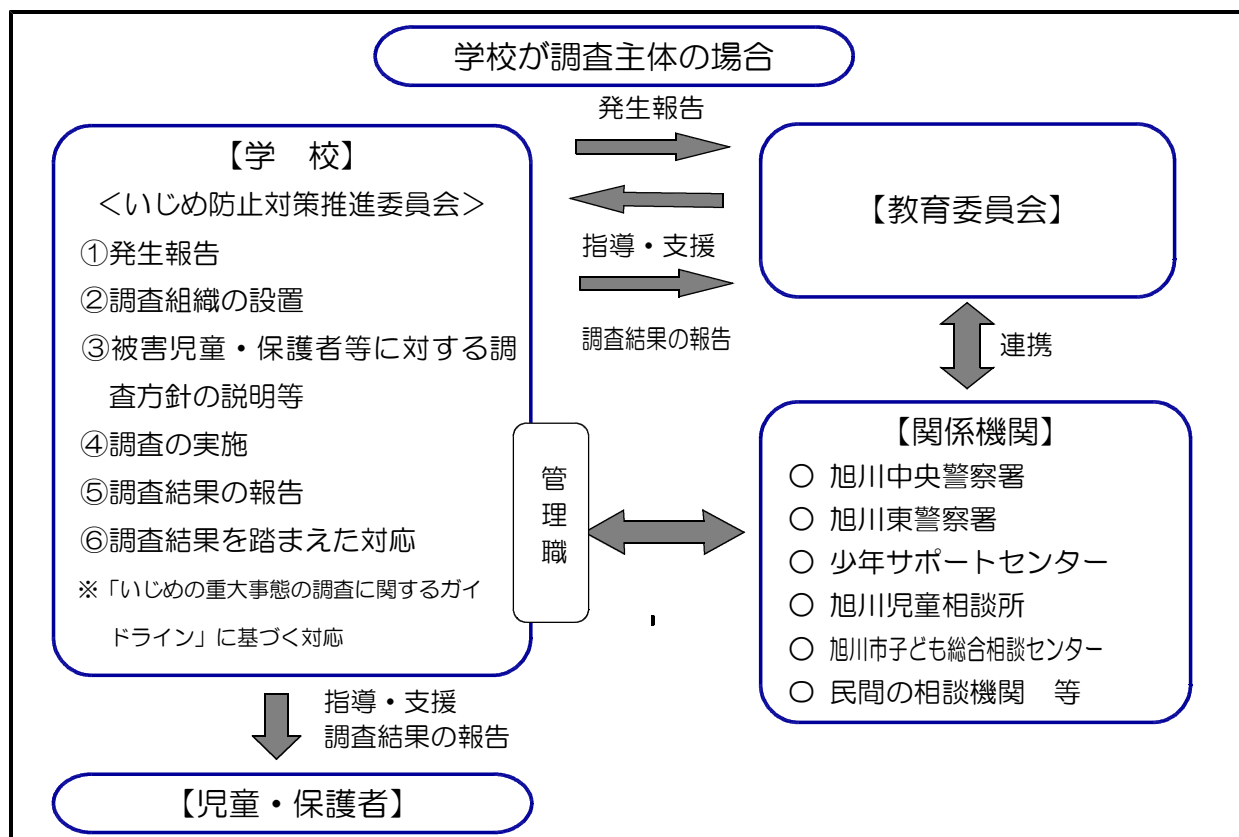 学校が調査主体の場合
発生報告
【学　校】
＜いじめ防止対策推進委員会＞
①発生報告
②調査組織の設置
③被害児童・保護者等に対する調
査方針の説明等
④調査の実施
⑤調査結果の報告
⑥調査結果を踏まえた対応
※「いじめの重大事態の調査に関するガイ
ドライン」に基づく対応
管理職
指導・支援
調査結果の報告
【教育委員会】
連携
【関係機関】
○ 旭川中央警察署
○ 旭川東警察署
○ 少年サポートセンター
○ 旭川児童相談所
○ 旭川市子ども総合相談センター
○ 民間の相談機関　等
指導・支援
調査結果の報告
【児童・保護者】